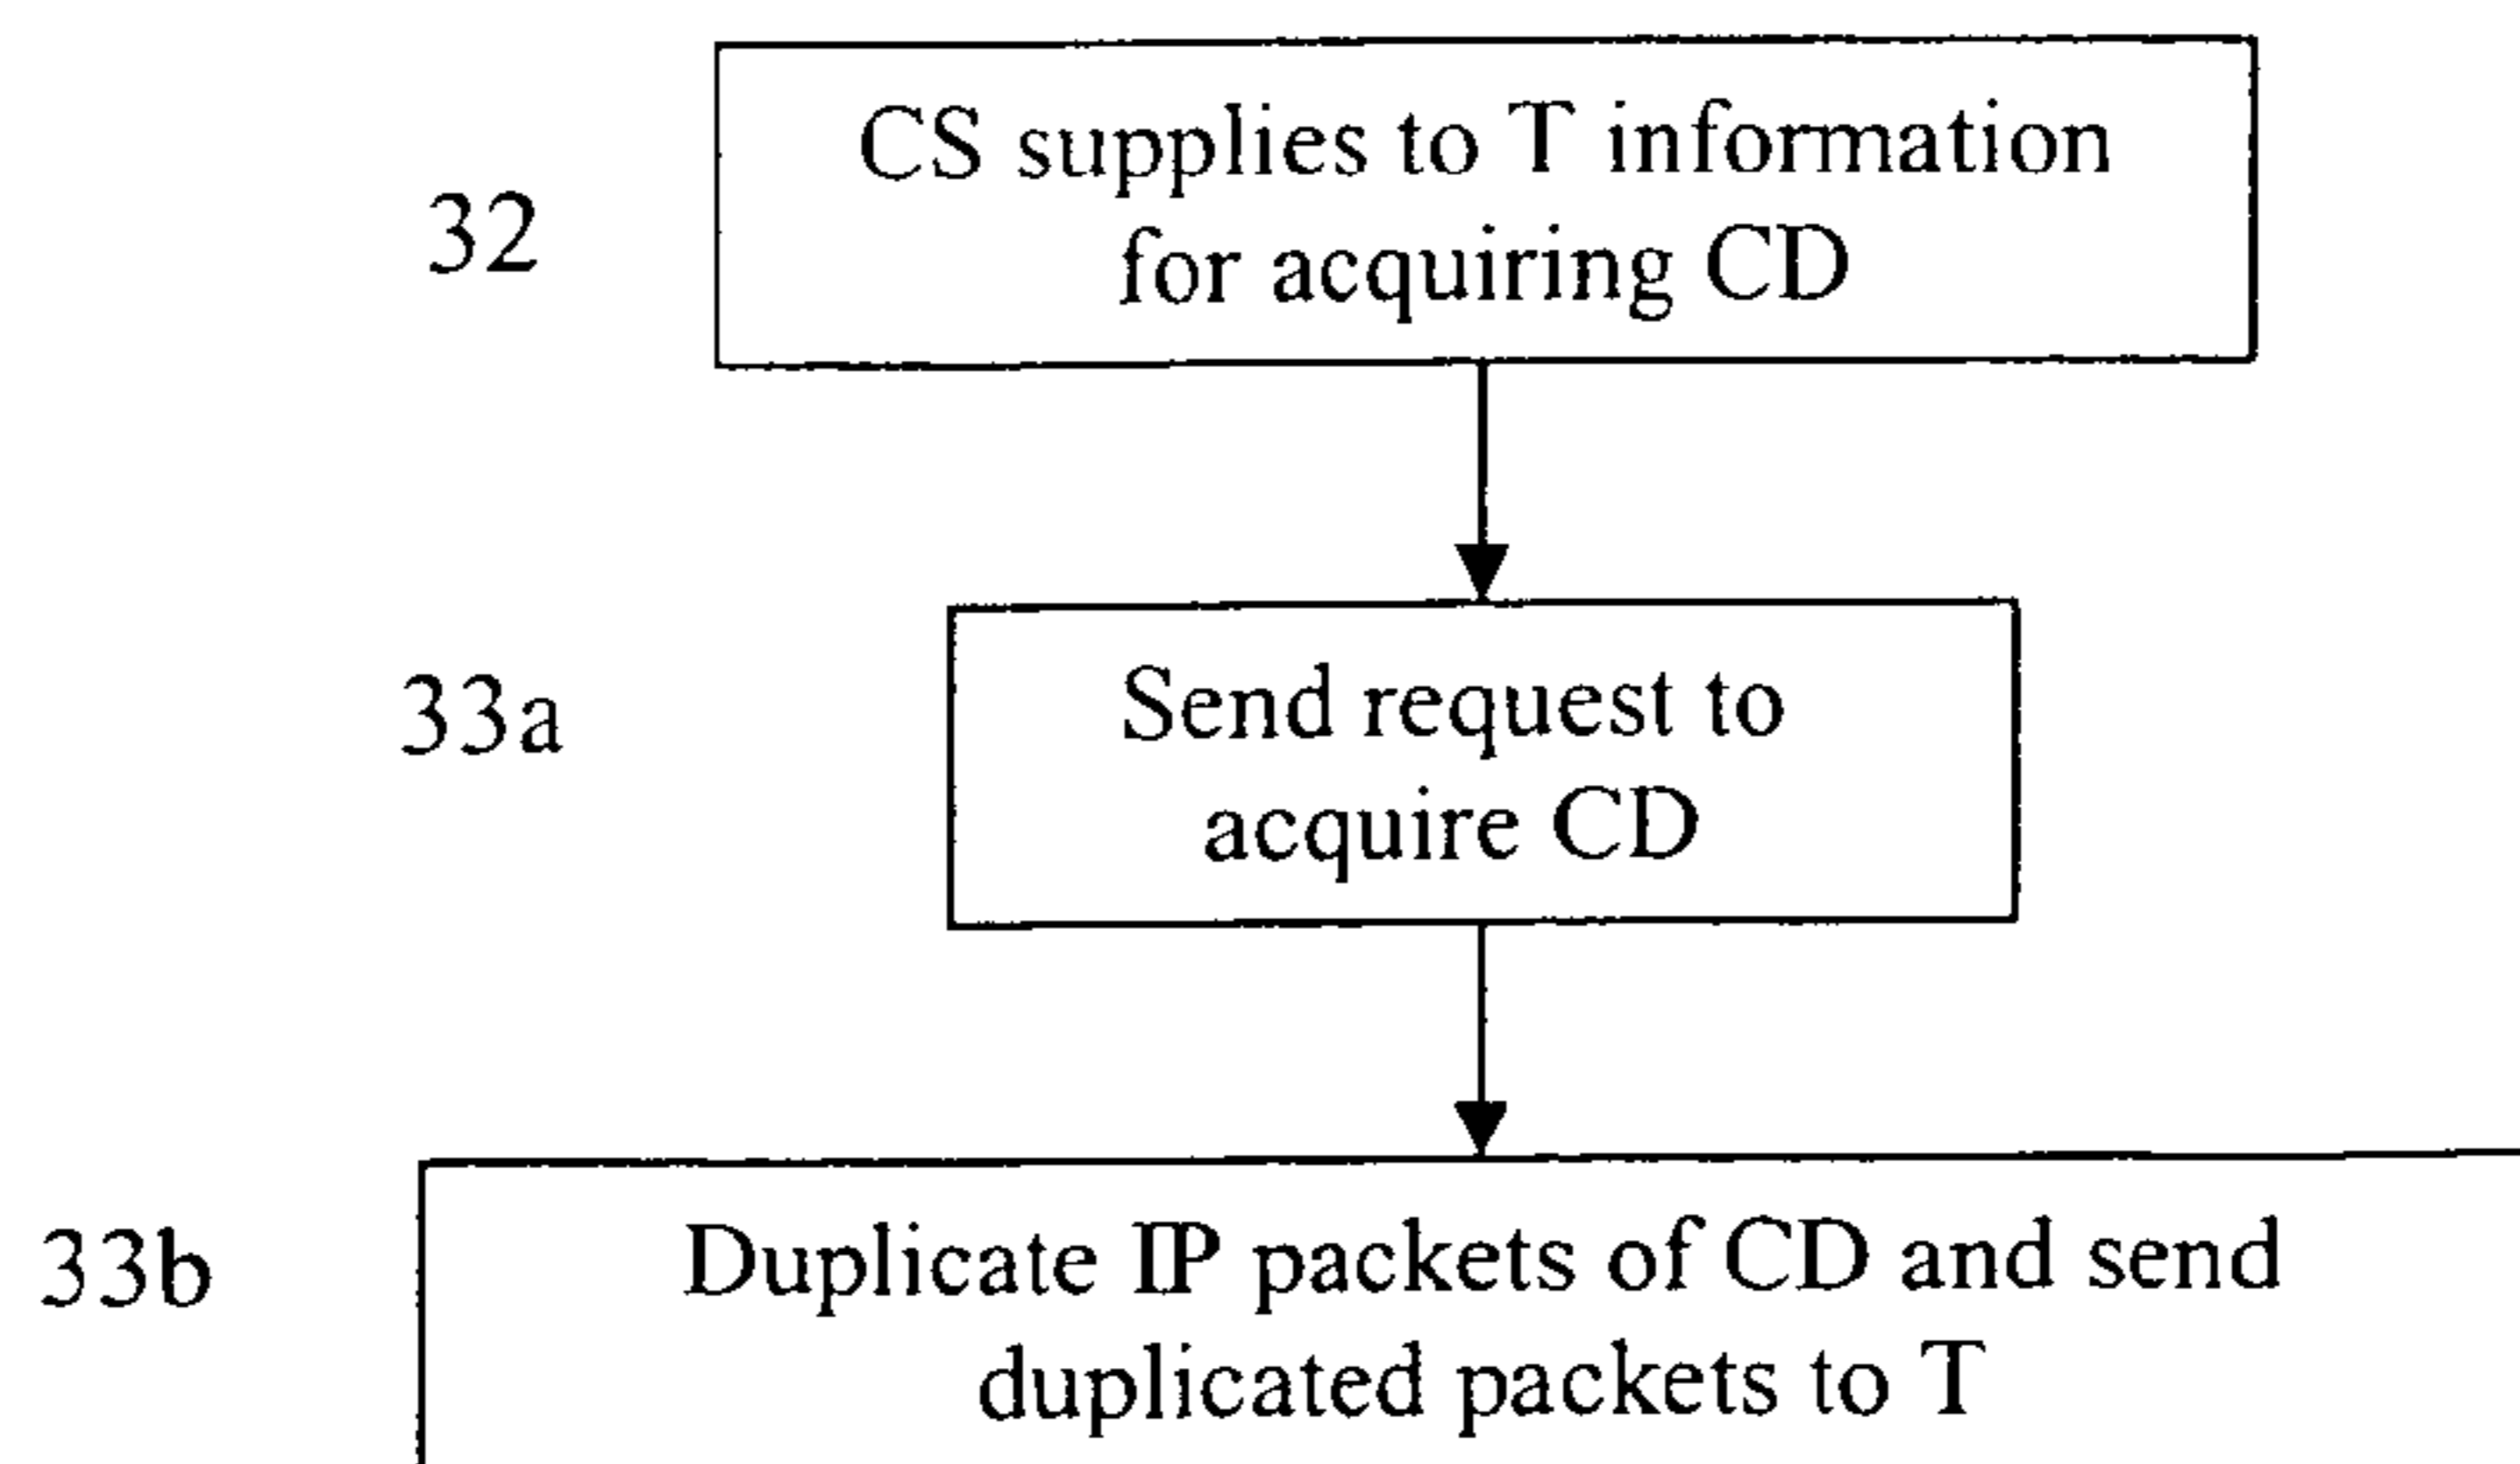 CS supplies to T information
for acquiring CD
32
Send request to
acquire CD
33a
Duplicate IP packets of CD and send
duplicated packets to T
33b